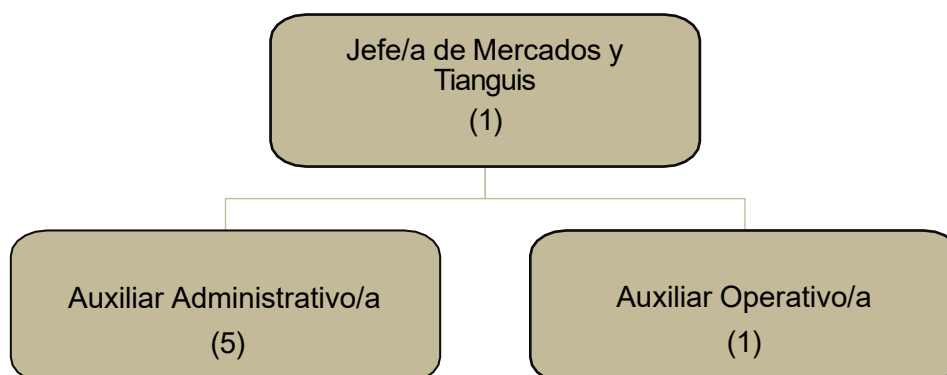 Jefe/a de Mercados y
Tianguis
(1)
Auxiliar Administrativo/a
(5)
Auxiliar Operativo/a
(1)